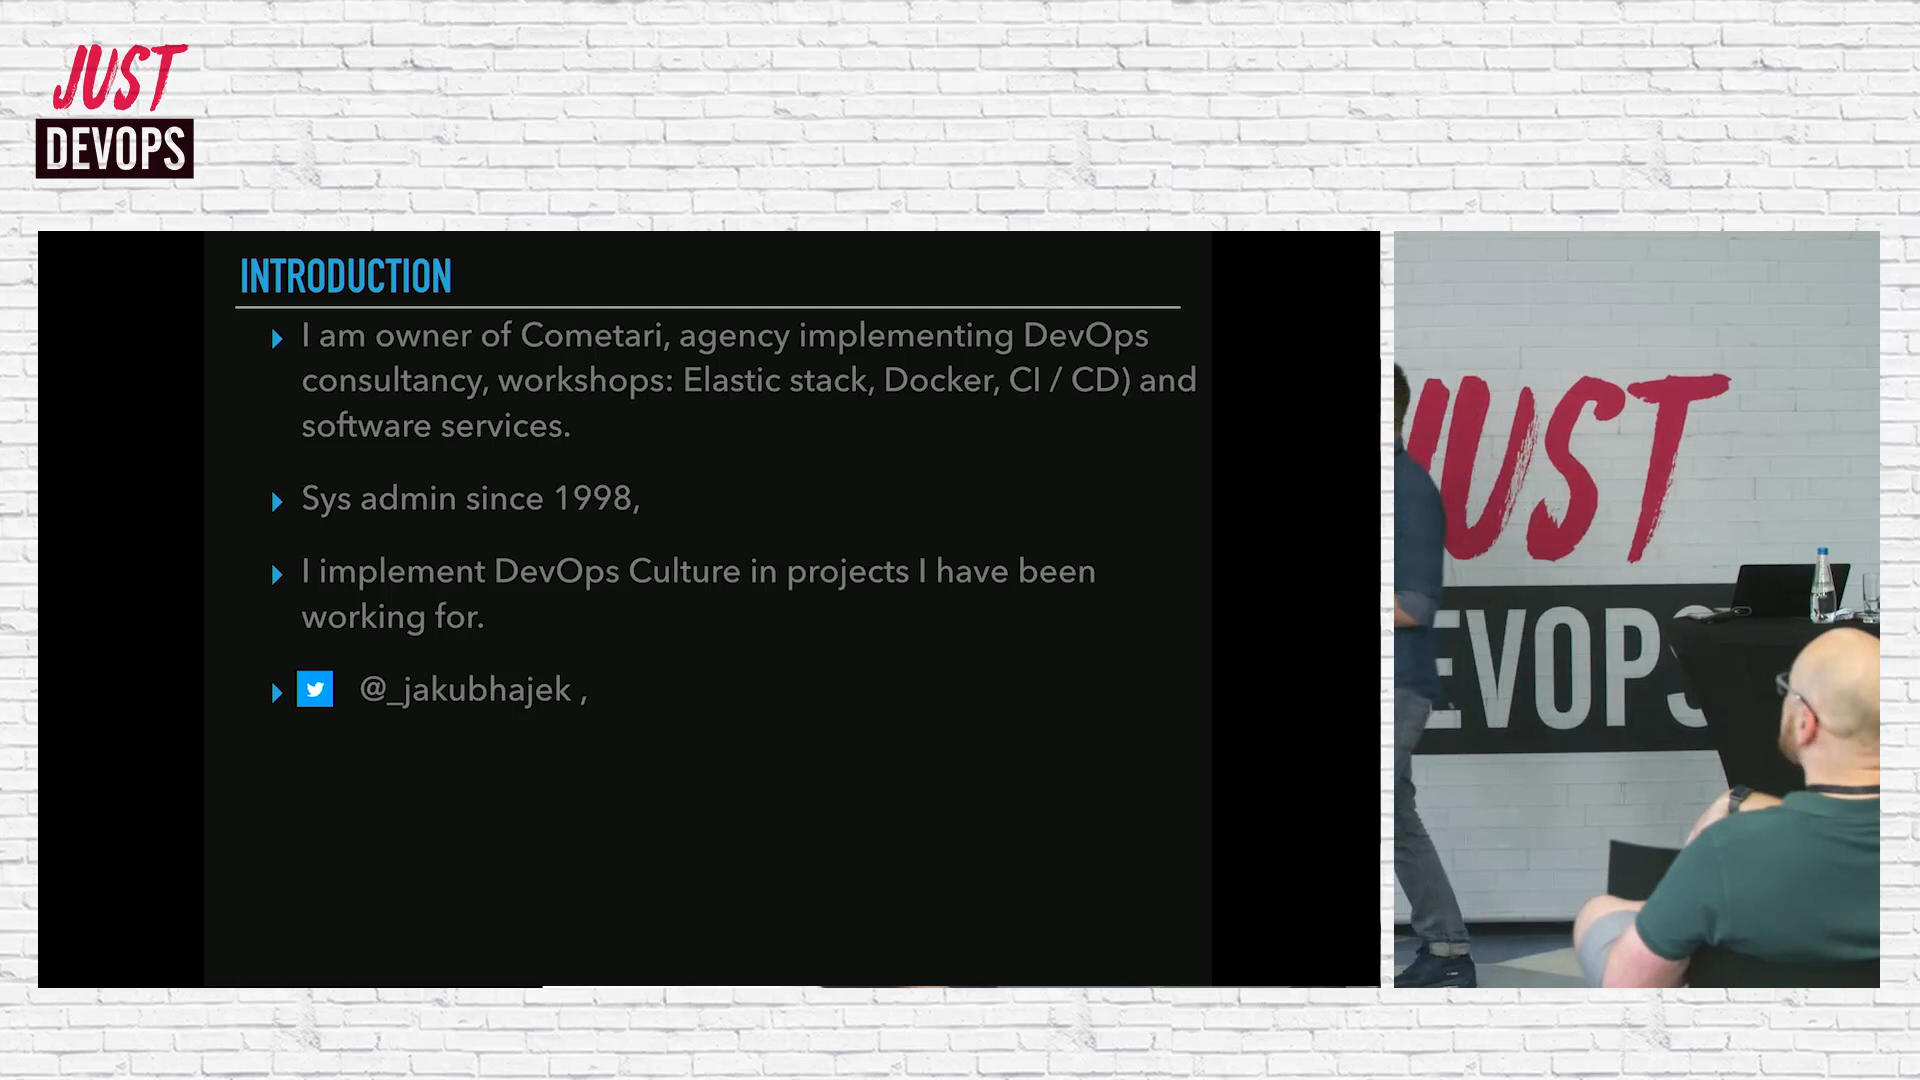 JUST
DEVOPS
INTRODUCTION
I am owner of Cometari, agency implementing DevOps
consultancy, workshops: Elastic stack, Docker, CI / CD) and
software services.
Sys admin since 1998,
I implement DevOps Culture in projects I have been
working for.
@_jakubhajek ,
JUST
EVOPS